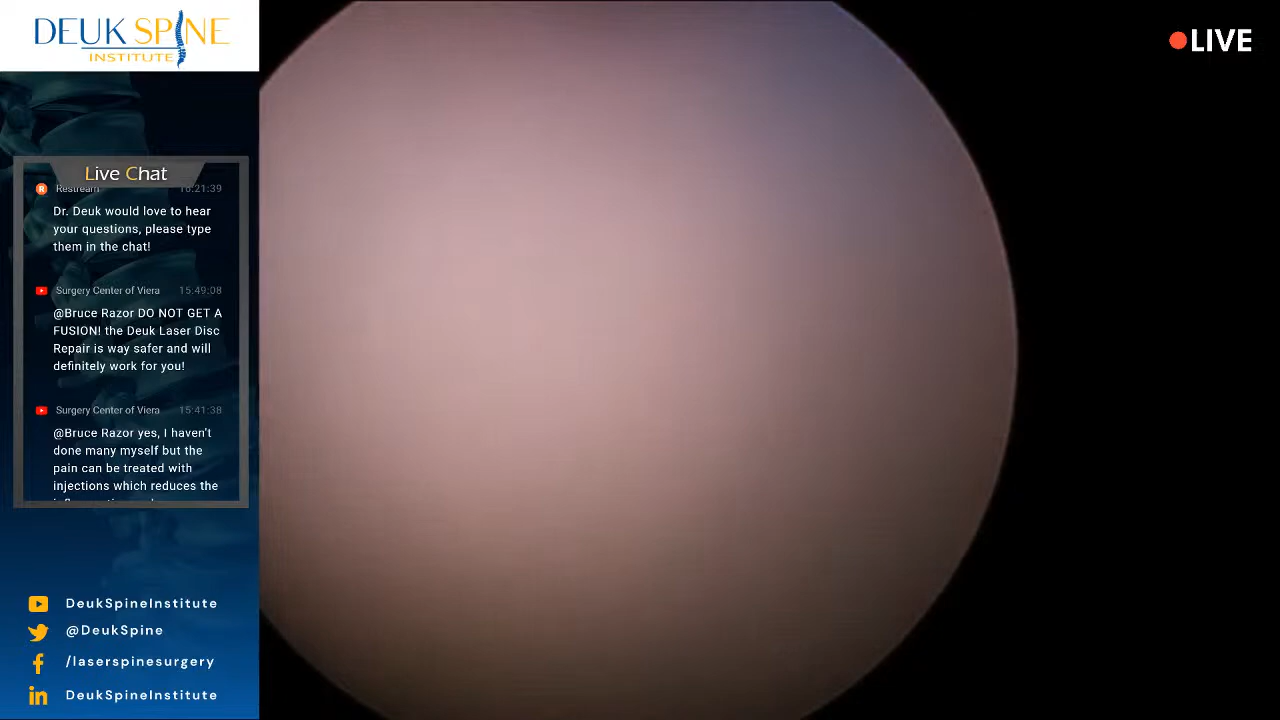 DEUK SPINE
INSTITUTE
LIVE
Live Chat
Restream 16:21:39
Dr. Deuk would love to hear
your questions, please type
them in the chat!
Surgery Center of Viera 15:49:08
@Bruce Razor DO NOT GET A
FUSION! the Deuk Laser Disc
Repair is way safer and will
definitely work for you!
Surgery Center of Viera 15:41:38
@Bruce Razor yes, I haven't
done many myself but the
pain can be treated with
injections which reduces the
DeukSpineInstitute
@DeukSpine
/laserspinesurgery
DeukSpineInstitute